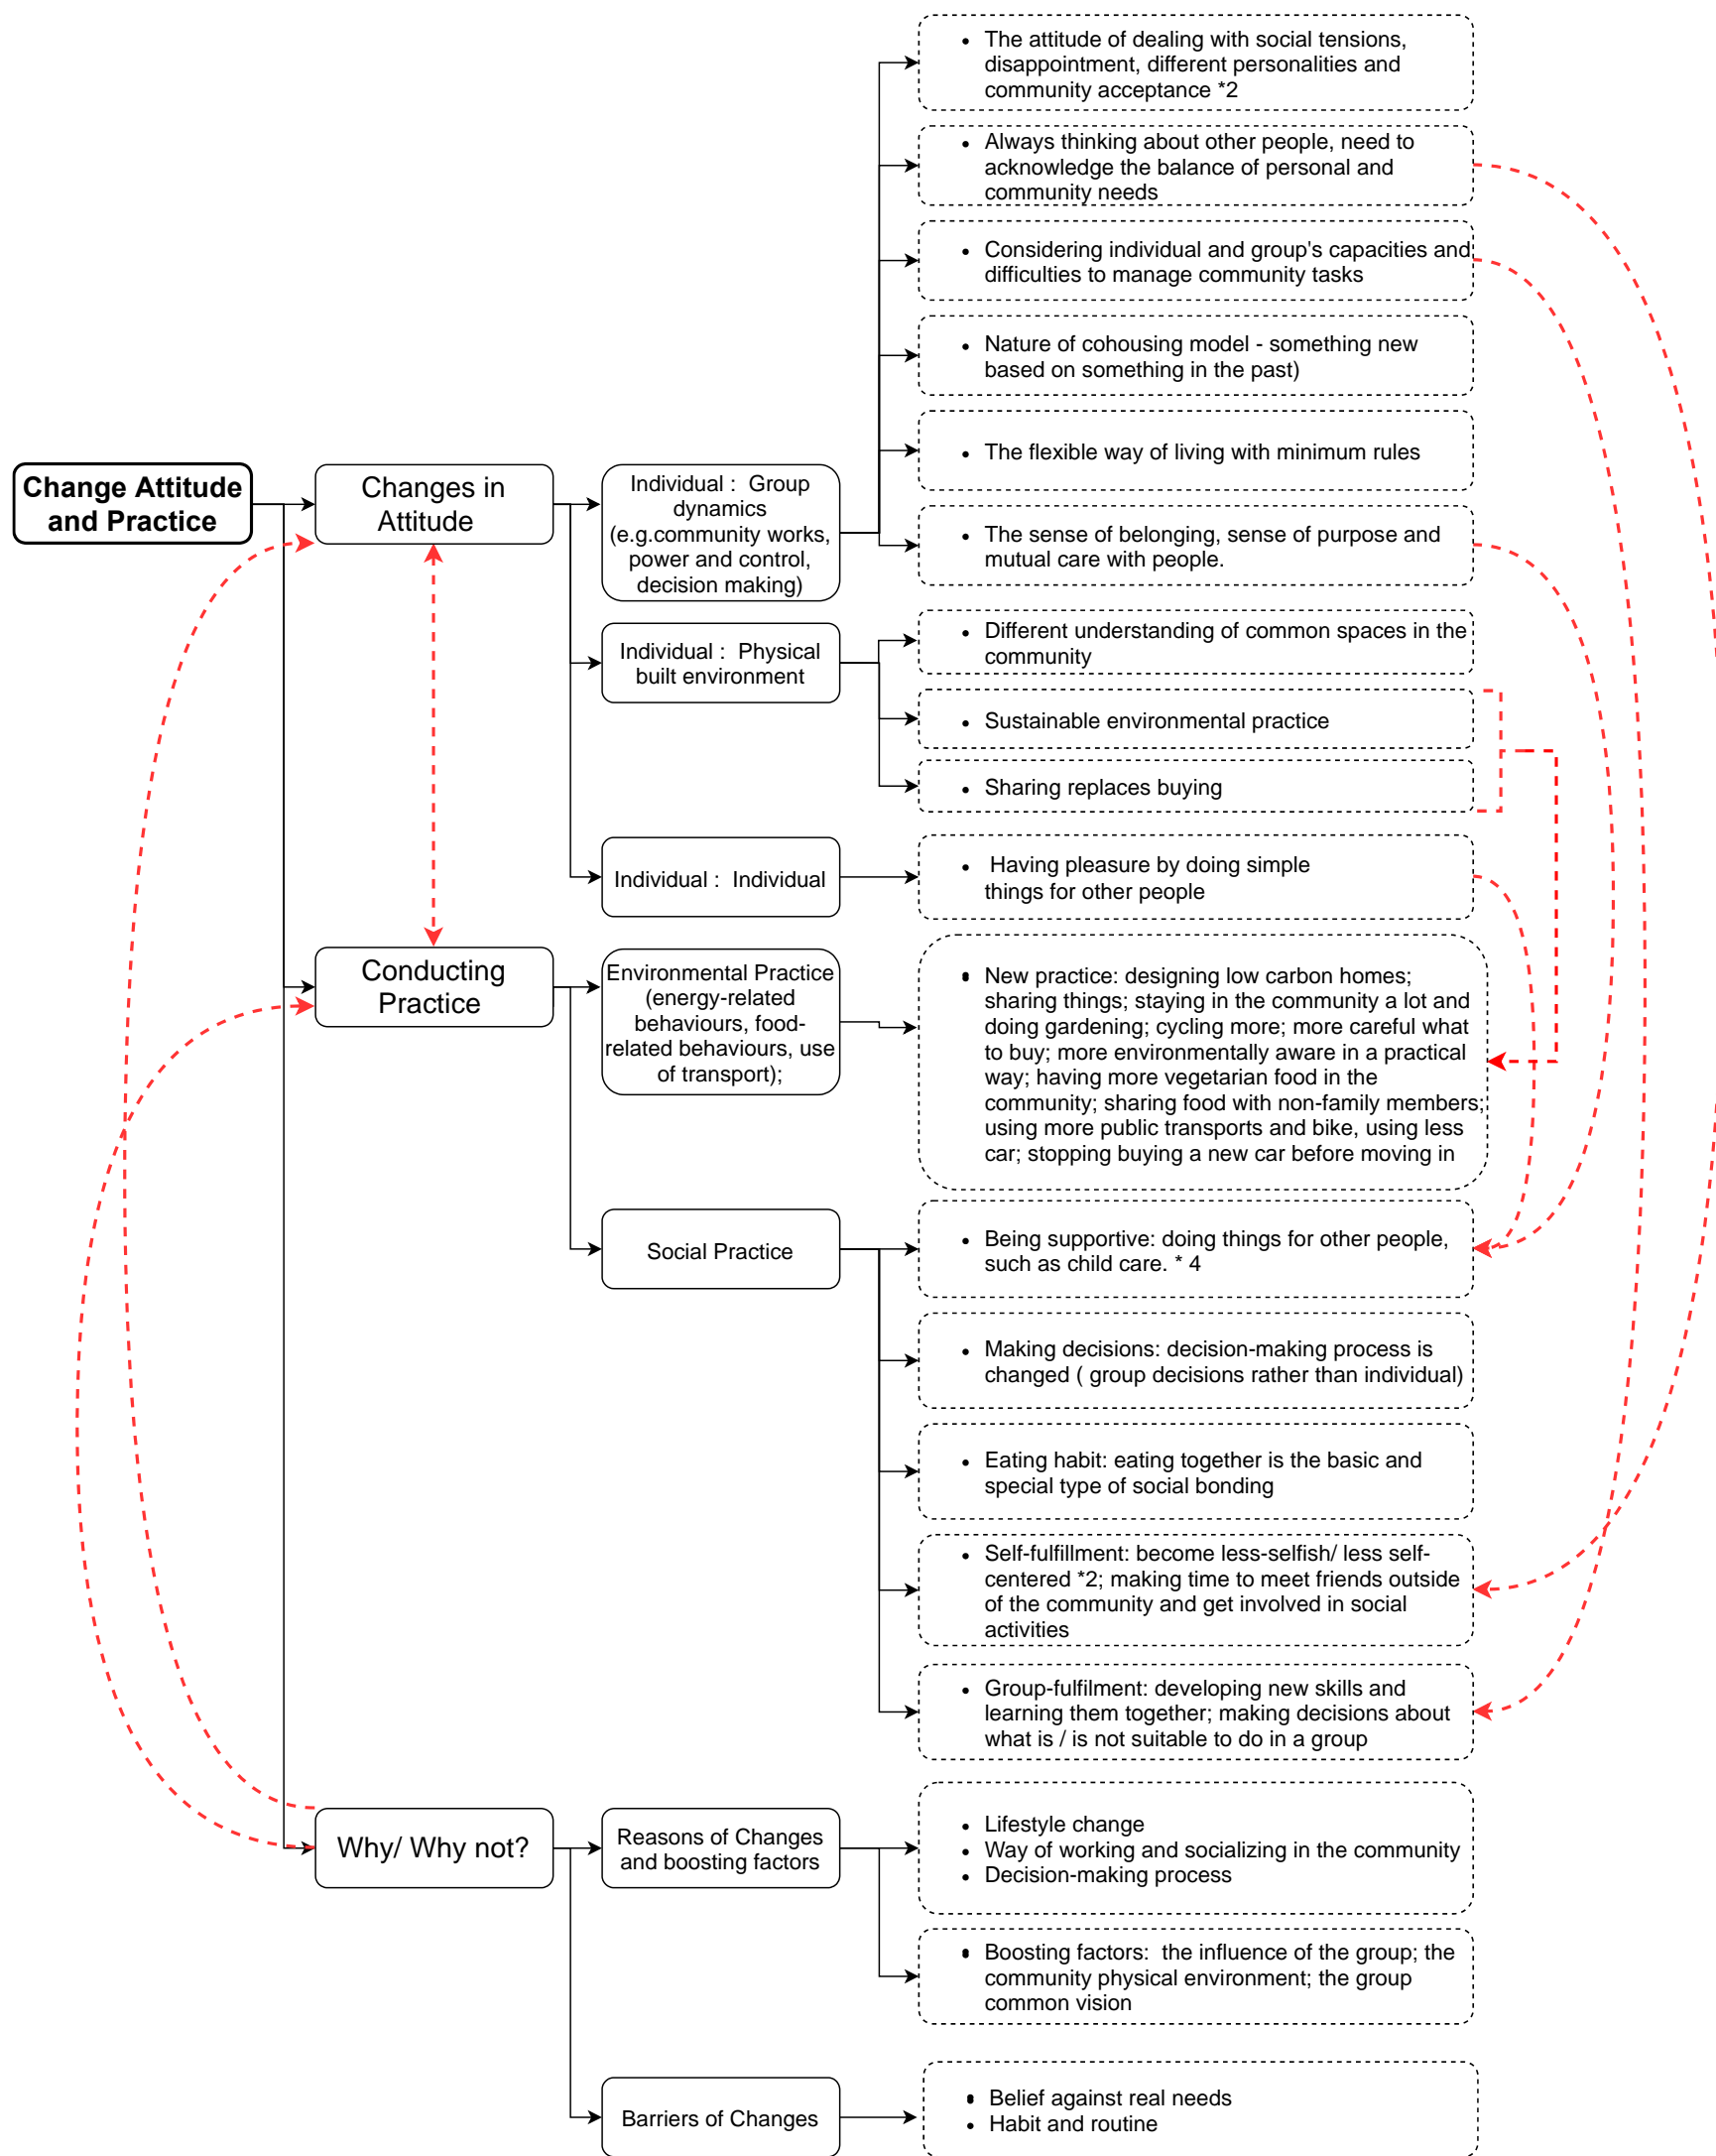 Change Attitude
and Practice
Changes in
Attitude
Individual : Group
dynamics
(e.g.community works,
power and control,
decision making)
• The attitude of dealing with social tensions,
disappointment, different personalities and
community acceptance *2
• Always thinking about other people, need to
acknowledge the balance of personal and
community needs
• Considering individual and group's capacities and
difficulties to manage community tasks
• Nature of cohousing model - something new
based on something in the past)
• The flexible way of living with minimum rules
• The sense of belonging, sense of purpose and
mutual care with people.
Individual : Physical
built environment
• Different understanding of common spaces in the
community
• Sustainable environmental practice
• Sharing replaces buying
Individual : Individual
• Having pleasure by doing simple
things for other people
Conducting
Practice
Environmental Practice
(energy-related
behaviours, food-
related behaviours, use
of transport);
• New practice: designing low carbon homes;
sharing things; staying in the community a lot and
doing gardening; cycling more; more careful what
to buy; more environmentally aware in a practical
way; having more vegetarian food in the
community; sharing food with non-family members;
using more public transports and bike, using less
car; stopping buying a new car before moving in
Social Practice
• Being supportive: doing things for other people,
such as child care. * 4
• Making decisions: decision-making process is
changed ( group decisions rather than individual)
• Eating habit: eating together is the basic and
special type of social bonding
• Self-fulfillment: become less-selfish/ less self-
centered *2; making time to meet friends outside
of the community and get involved in social
activities
• Group-fulfilment: developing new skills and
learning them together; making decisions about
what is / is not suitable to do in a group
Why/ Why not?
Reasons of Changes
and boosting factors
• Lifestyle change
• Way of working and socializing in the community
• Decision-making process
• Boosting factors: the influence of the group; the
community physical environment; the group
common vision
Barriers of Changes
• Belief against real needs
• Habit and routine